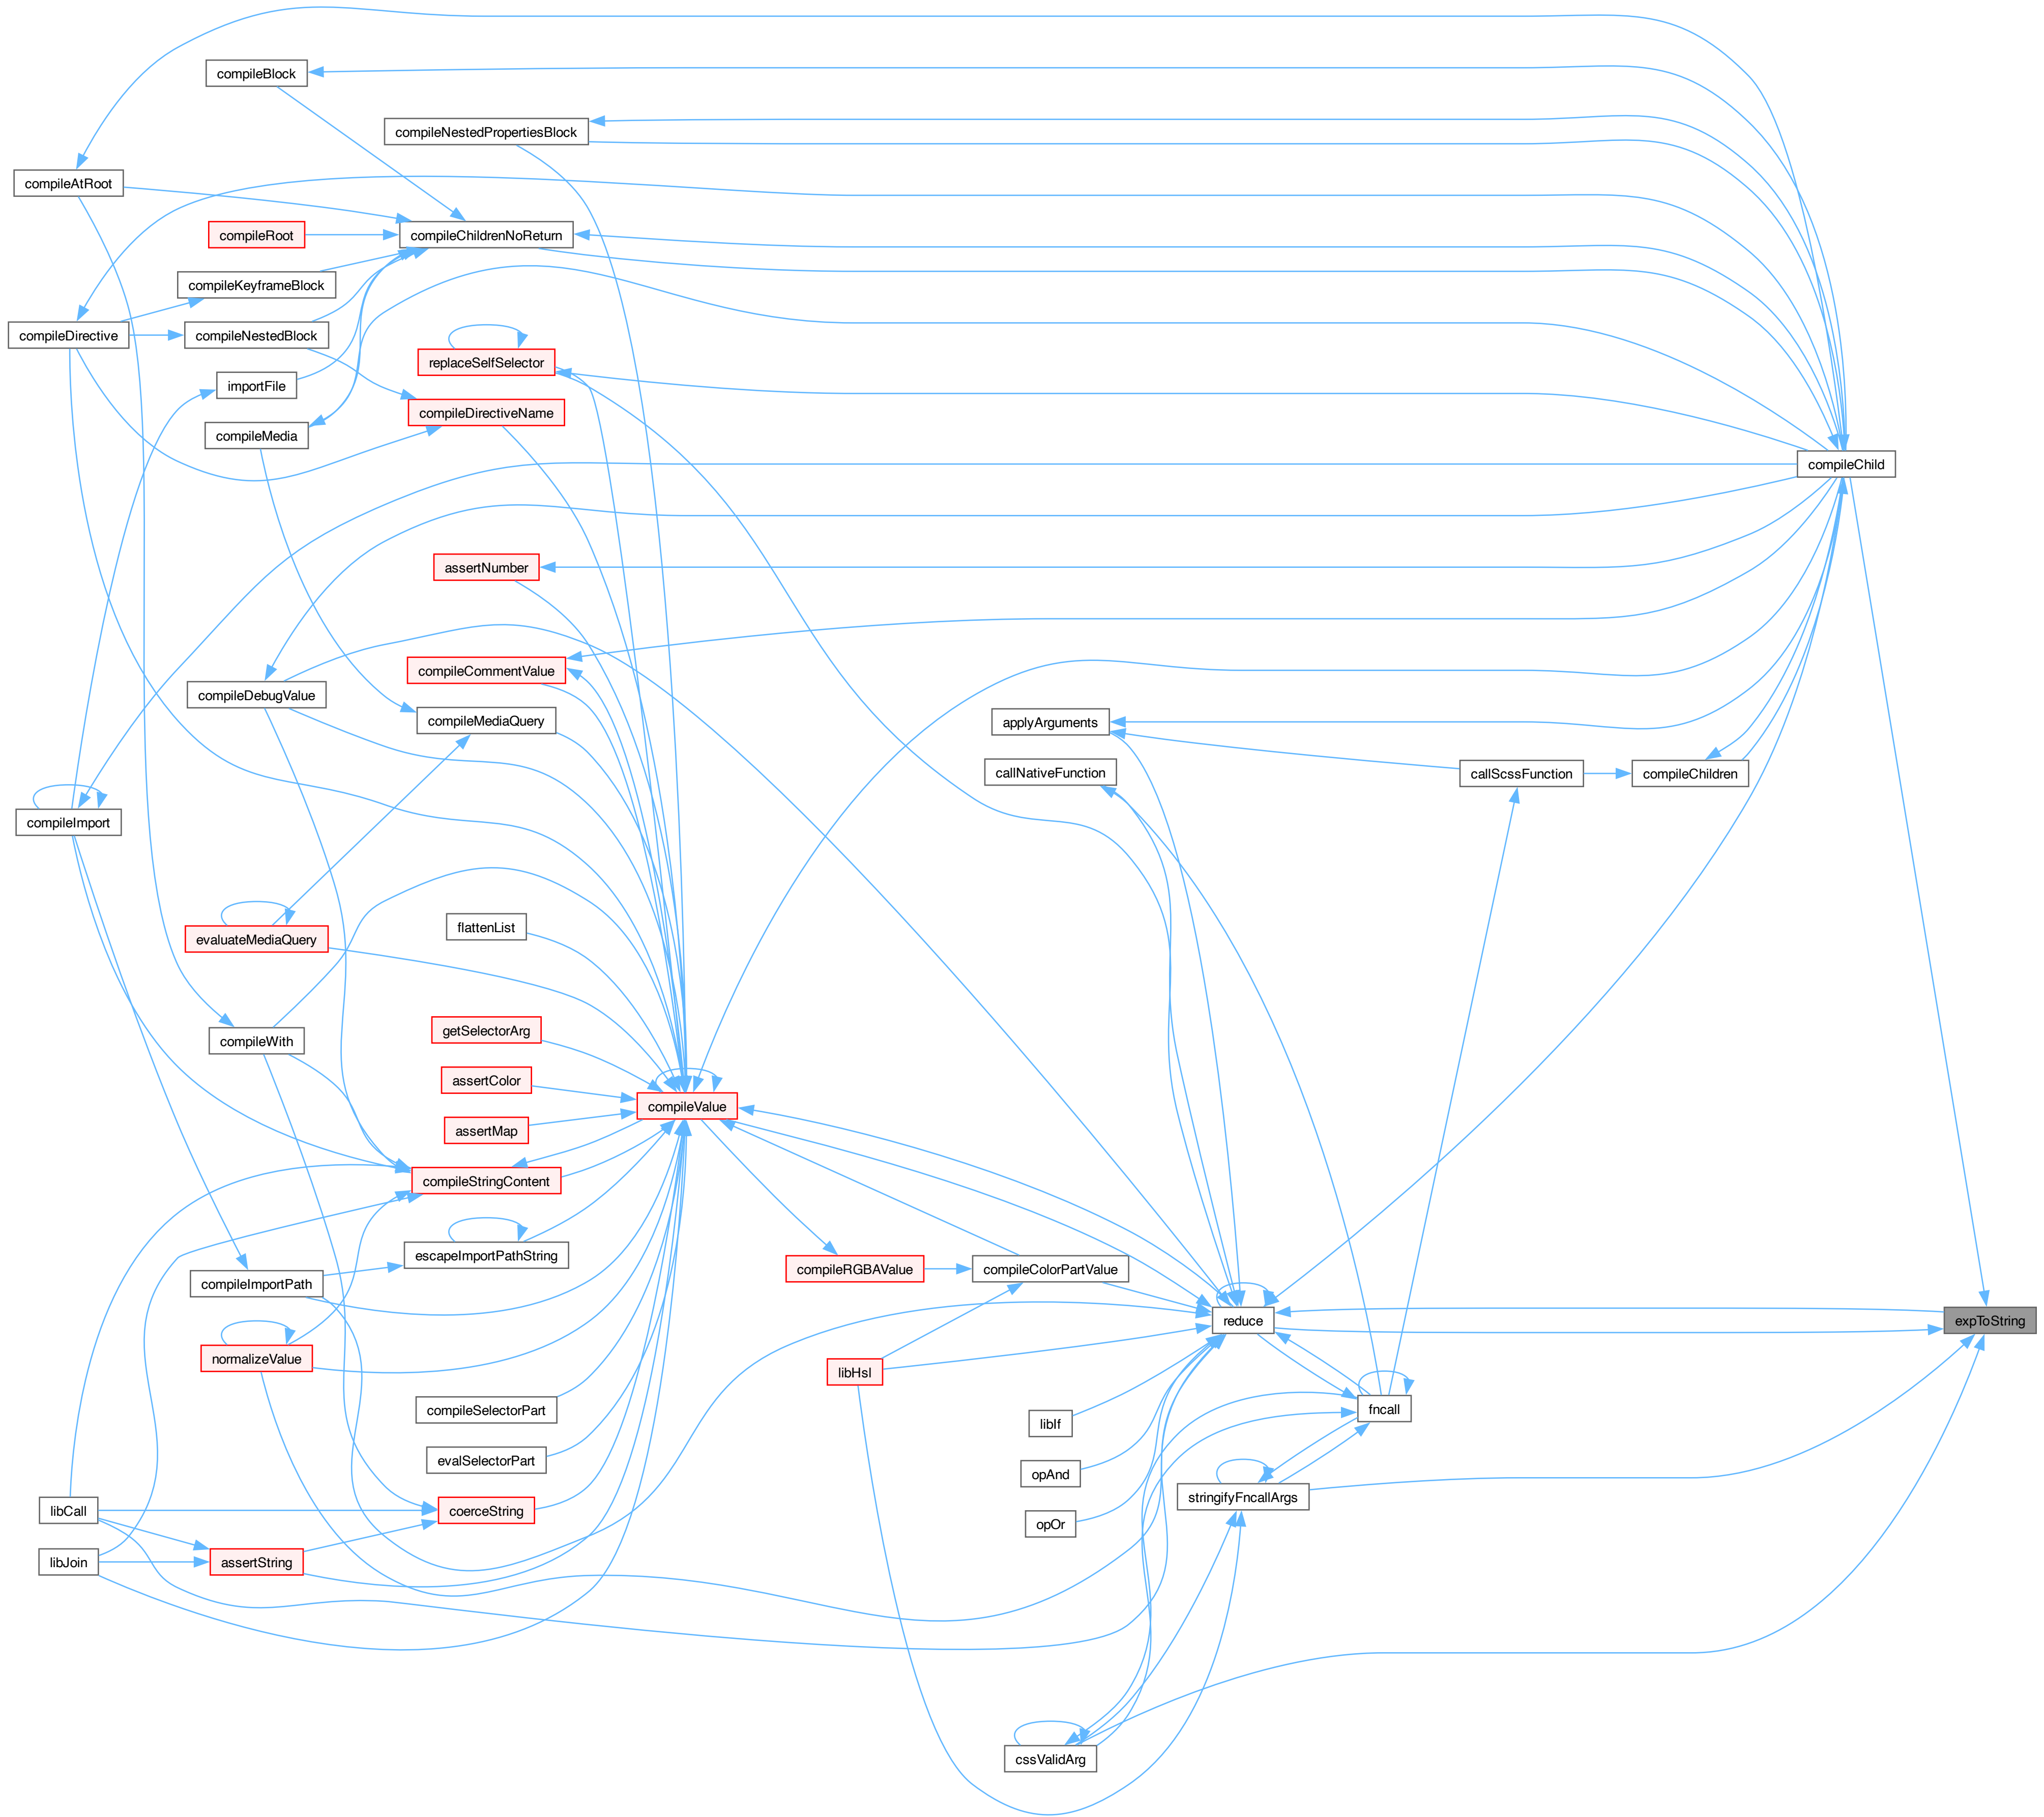 compileBlock
compileNestedPropertiesBlock
compileAtRoot
compileRoot
compileChildrenNoReturn
compileKeyframeBlock
compileDirective
compileNestedBlock
replaceSelfSelector
importFile
compileDirectiveName
compileMedia
compileChild
assertNumber
compileCommentValue
compileDebugValue
compileMediaQuery
applyArguments
callNativeFunction
callScssFunction
compileChildren
compileImport
flattenList
evaluateMediaQuery
getSelectorArg
compileWith
assertColor
compileValue
assertMap
compileStringContent
escapeImportPathString
compileRGBAValue
compileColorPartValue
compileImportPath
reduce
expToString
normalizeValue
libHsl
compileSelectorPart
fncall
libIf
evalSelectorPart
opAnd
stringifyFncallArgs
libCall
coerceString
opOr
libJoin
assertString
cssValidArg